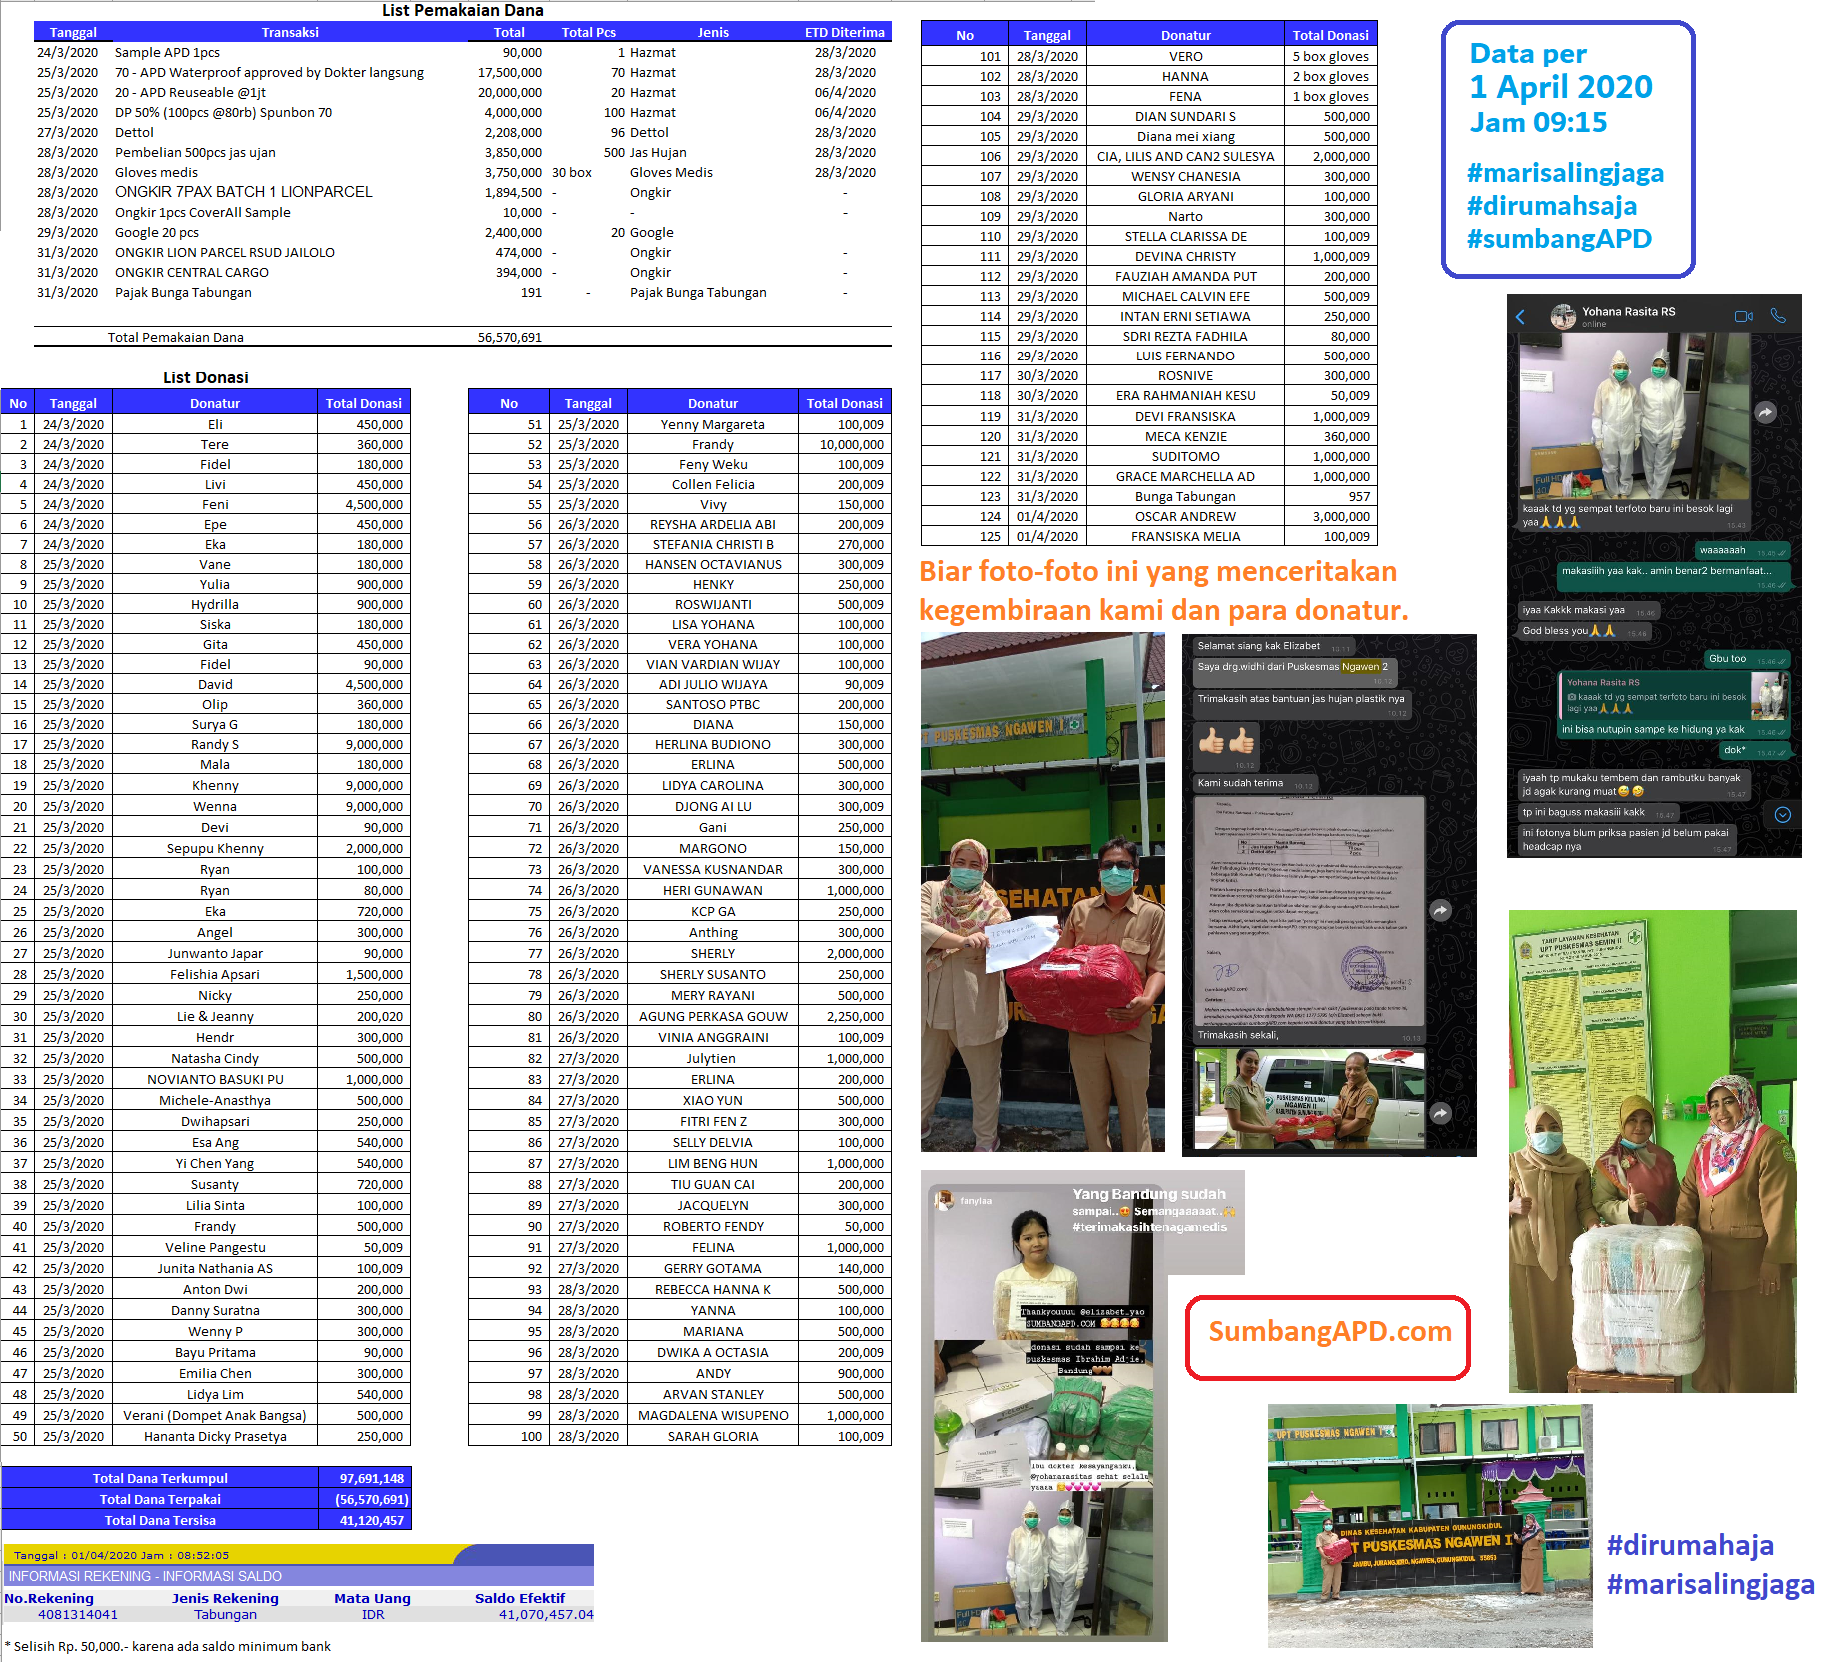 List Pemakaian Dana
Tanggal Transaksi Total Total Pcs Jenis ETD Diterima
24/3/2020 Sample APD 1pcs 90,000 1 Hazmat 28/3/2020
25/3/2020 70 - APD Waterproof approved by Dokter langsung 17,500,000 70 Hazmat 28/3/2020
25/3/2020 20 - APD Reuseable @1jt 20,000,000 20 Hazmat 06/4/2020
25/3/2020 DP 50% (100pcs @80rb) Spunbon 70 4,000,000 100 Hazmat 06/4/2020
27/3/2020 Dettol 2,208,000 96 Dettol 28/3/2020
28/3/2020 Pembelian 500pcs jas ujan 3,850,000 500 Jas Hujan 28/3/2020
28/3/2020 Gloves medis 3,750,000 30 box Gloves Medis 28/3/2020
28/3/2020 ONGKIR 7PAX BATCH 1 LIONPARCEL 1,894,500 - Ongkir -
28/3/2020 Ongkir 1pcs CoverAll Sample 10,000 - - -
29/3/2020 Google 20 pcs 2,400,000 20 Google
31/3/2020 ONGKIR LION PARCEL RSUD JAILOLO 474,000 - Ongkir -
31/3/2020 ONGKIR CENTRAL CARGO 394,000 - Ongkir -
31/3/2020 Pajak Bunga Tabungan 191 - Pajak Bunga Tabungan -
Total Pemakaian Dana 56,570,691
List Donasi
No Tanggal Donatur Total Donasi
1 24/3/2020 Eli 450,000
2 24/3/2020 Tere 360,000
3 24/3/2020 Fidel 180,000
4 24/3/2020 Livi 450,000
5 24/3/2020 Feni 4,500,000
6 24/3/2020 Epe 450,000
7 24/3/2020 Eka 180,000
8 25/3/2020 Vane 180,000
9 25/3/2020 Yulia 900,000
10 25/3/2020 Hydrilla 900,000
11 25/3/2020 Siska 180,000
12 25/3/2020 Gita 450,000
13 25/3/2020 Fidel 90,000
14 25/3/2020 David 4,500,000
15 25/3/2020 Olip 360,000
16 25/3/2020 Surya G 180,000
17 25/3/2020 Randy S 9,000,000
18 25/3/2020 Mala 180,000
19 25/3/2020 Khenny 9,000,000
20 25/3/2020 Wenna 9,000,000
21 25/3/2020 Devi 90,000
22 25/3/2020 Sepupu Khenny 2,000,000
23 25/3/2020 Ryan 100,000
24 25/3/2020 Ryan 80,000
25 25/3/2020 Eka 720,000
26 25/3/2020 Angel 300,000
27 25/3/2020 Junwanto Japar 90,000
28 25/3/2020 Felishia Apsari 1,500,000
29 25/3/2020 Nicky 250,000
30 25/3/2020 Lie & Jeanny 200,020
31 25/3/2020 Hendr 300,000
32 25/3/2020 Natasha Cindy 500,000
33 25/3/2020 NOVIANTO BASUKI PU 1,000,000
34 25/3/2020 Michele-Anasthya 500,000
35 25/3/2020 Dwihapsari 250,000
36 25/3/2020 Esa Ang 540,000
37 25/3/2020 Yi Chen Yang 540,000
38 25/3/2020 Susanty 720,000
39 25/3/2020 Lilia Sinta 100,000
40 25/3/2020 Frandy 500,000
41 25/3/2020 Veline Pangestu 50,009
42 25/3/2020 Junita Nathania AS 100,009
43 25/3/2020 Anton Dwi 200,000
44 25/3/2020 Danny Suratna 300,000
45 25/3/2020 Wenny P 300,000
46 25/3/2020 Bayu Pritama 90,000
47 25/3/2020 Emilia Chen 300,000
48 25/3/2020 Lidya Lim 540,000
49 25/3/2020 Verani (Dompet Anak Bangsa) 500,000
50 25/3/2020 Hananta Dicky Prasetya 250,000
No Tanggal Donatur Total Donasi
51 25/3/2020 Yenny Margareta 100,009
52 25/3/2020 Frandy 10,000,000
53 25/3/2020 Feny Weku 100,009
54 25/3/2020 Collen Felicia 200,009
55 25/3/2020 Vivy 150,000
56 26/3/2020 REYSHA ARDELIA ABI 200,009
57 26/3/2020 STEFANIA CHRISTI B 270,000
58 26/3/2020 HANSEN OCTAVIANUS 300,009
59 26/3/2020 HENKY 250,000
60 26/3/2020 ROSWIJANTI 500,009
61 26/3/2020 LISA YOHANA 100,000
62 26/3/2020 VERA YOHANA 100,000
63 26/3/2020 VIAN VARDIAN WIJAY 100,000
64 26/3/2020 ADI JULIO WIJAYA 90,009
65 26/3/2020 SANTOSO PTBC 200,000
66 26/3/2020 DIANA 150,000
67 26/3/2020 HERLINA BUDIONO 300,000
68 26/3/2020 ERLINA 500,000
69 26/3/2020 LIDYA CAROLINA 300,000
70 26/3/2020 DJONG AI LU 300,009
71 26/3/2020 Gani 250,000
72 26/3/2020 MARGONO 150,000
73 26/3/2020 VANESSA KUSNANDAR 300,000
74 26/3/2020 HERI GUNAWAN 1,000,000
75 26/3/2020 KCP GA 250,000
76 26/3/2020 Anthing 300,000
77 26/3/2020 SHERLY 2,000,000
78 26/3/2020 SHERLY SUSANTO 250,000
79 26/3/2020 MERY RAYANI 500,000
80 26/3/2020 AGUNG PERKASA GOUW 2,250,000
81 26/3/2020 VINIA ANGGRAINI 100,009
82 27/3/2020 Julytien 1,000,000
83 27/3/2020 ERLINA 200,000
84 27/3/2020 XIAO YUN 500,000
85 27/3/2020 FITRI FEN Z 300,000
86 27/3/2020 SELLY DELVIA 100,000
87 27/3/2020 LIM BENG HUN 1,000,000
88 27/3/2020 TIU GUAN CAI 200,000
89 27/3/2020 JACQUELYN 300,000
90 27/3/2020 ROBERTO FENDY 50,000
91 27/3/2020 FELINA 1,000,000
92 27/3/2020 GERRY GOTAMA 140,000
93 28/3/2020 REBECCA HANNA K 500,000
94 28/3/2020 YANNA 100,000
95 28/3/2020 MARIANA 500,000
96 28/3/2020 DWIKA A OCTASIA 200,009
97 28/3/2020 ANDY 900,000
98 28/3/2020 ARVAN STANLEY 500,000
99 28/3/2020 MAGDALENA WISUPENO 1,000,000
100 28/3/2020 SARAH GLORIA 100,009
No Tanggal Donatur Total Donasi
101 28/3/2020 VERO 5 box gloves
102 28/3/2020 HANNA 2 box gloves
103 28/3/2020 FENA 1 box gloves
104 29/3/2020 DIAN SUNDARI S 500,000
105 29/3/2020 Diana mei xiang 500,000
106 29/3/2020 CIA, LILIS AND CAN2 SULESYA 2,000,000
107 29/3/2020 WENSY CHANESIA 300,000
108 29/3/2020 GLORIA ARYANI 100,000
109 29/3/2020 Narto 300,000
110 29/3/2020 STELLA CLARISSA DE 100,009
111 29/3/2020 DEVINA CHRISTY 1,000,009
112 29/3/2020 FAUZIAH AMANDA PUT 200,000
113 29/3/2020 MICHAEL CALVIN EFE 500,009
114 29/3/2020 INTAN ERNI SETIAWA 250,000
115 29/3/2020 SDRI REZTA FADHILA 80,000
116 29/3/2020 LUIS FERNANDO 500,000
117 30/3/2020 ROSNIVE 300,000
118 30/3/2020 ERA RAHMANIAH KESU 50,009
119 31/3/2020 DEVI FRANSISKA 1,000,009
120 31/3/2020 MECA KENZIE 360,000
121 31/3/2020 SUDITOMO 1,000,000
122 31/3/2020 GRACE MARCHELLA AD 1,000,000
123 31/3/2020 Bunga Tabungan 957
124 01/4/2020 OSCAR ANDREW 3,000,000
125 01/4/2020 FRANSISKA MELIA 100,009
Total Dana Terkumpul 97,691,148
Total Dana Terpakai (56,570,691)
Total Dana Tersisa 41,120,457
Tanggal : 01/04/2020 Jam : 08:52:05
INFORMASI REKENING - INFORMASI SALDO
No.Rekening Jenis Rekening Mata Uang Saldo Efektif
4081314041 Tabungan IDR 41,070,457.04
* Selisih Rp. 50,000.- karena ada saldo minimum bank
Data per
1 April 2020
Jam 09:15
#marisalingjaga
#dirumahsaja
#sumbangAPD
Yohana Rasita RS
online
kaaak td yg sempat terfoto baru ini besok lagi
yaa🙏🙏🙏 15.43
waaaaaah 15.45
makasiiih yaa kak.. amin benar2 bermanfaat... 15.46
iyaa Kakkk makasi yaa 15.46
God bless you🙏🙏 15.46
Gbu too 15.46
Yohana Rasita RS
kaaak td yg sempat terfoto baru ini besok
lagi yaa🙏🙏🙏
ini bisa nutupin sampe ke hidung ya kak 15.46
dok* 15.47
iyaah tp mukaku tembem dan rambutku banyak
jd agak kurang muat😅🤣 15.47
tp ini baguss makasiii kakk 15.47
ini fotonya blum priksa pasien jd belum pakai
headcap nya 15.47
Biar foto-foto ini yang menceritakan
kegembiraan kami dan para donatur.
PT PUSKESMAS NGAWEN I
Selamat siang kak Elizabet 10.11
Saya drg.widhi dari Puskesmas Ngawen 2
10.12
Trimakasih atas bantuan jas hujan plastik nya
10.12
👍🏻👍🏻
10.12
Kami sudah terima 10.12
Trimakasih sekali, 10.13
PUSKESMAS KELILING
NGAWEN II
KABUPATEN GUNUNGKIDUL
TARIF LAYANAN KESEHATAN
UPT PUSKESMAS SEMIN II
fanylaa
Yang Bandung sudah
sampai..😍 Semangaaaaat..🤗
#terimakasihtenagamedis
Thankyouuuu @elizabet_yao
SUMBANGAPD.COM 🥰🥰🥰🥰
donasi sudah sampai ke
puskesmas Ibrahim Adjie,
Bandung
ibu dokter kesayanganku,
@yohanarasitas sehat selalu
yaaaa
SumbangAPD.com
UPT PUSKESMAS NGAWEN I
DINAS KESEHATAN KABUPATEN GUNUNGKIDUL
PT PUSKESMAS NGAWEN I
JAMBU, JURANGJERO, NGAWEN, GUNUNGKIDUL 55853
#dirumahaja
#marisalingjaga